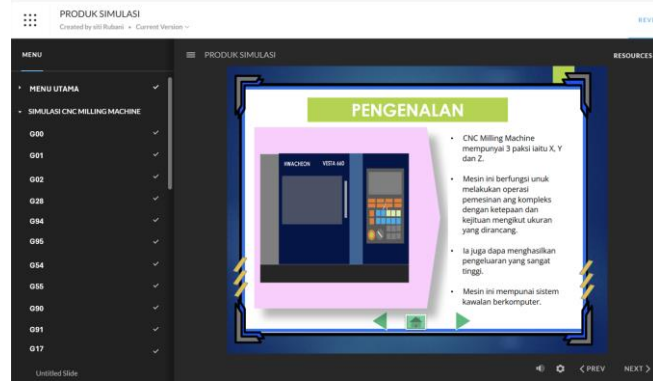 PRODUK SIMULASI
Created by siti Rubani • Current Version
REVI
MENU
PRODUK SIMULASI
RESOURCES
MENU UTAMA
SIMULASI CNC MILLING MACHINE
G00
G01
G02
G28
G94
G95
G54
G55
G90
G91
G17
Untitled Slide
PENGENALAN
HWACHEON VESTA 660
• CNC Milling Machine
mempunyai 3 paksi iaitu X, Y
dan Z.
• Mesin ini berfungsi unuk
melakukan operasi
pemesinan ang kompleks
dengan ketepaan dan
kejituan mengikut ukuran
yang dirancang.
• Ia juga dapa menghasilkan
pengeluaran yang sangat
tinggi.
• Mesin ini mempunai sistem
kawalan berkomputer.
< PREV NEXT >